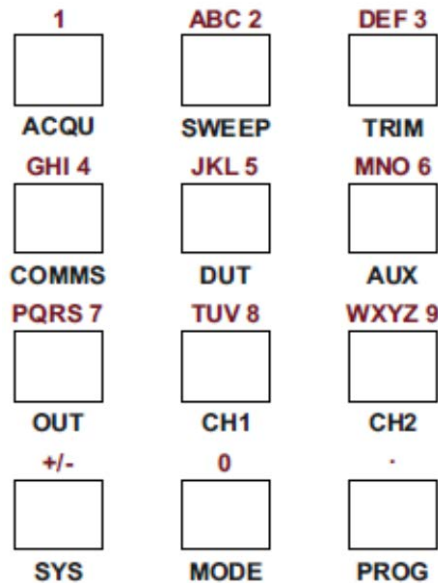 1 ABC 2 DEF 3
ACQU SWEEP TRIM
GHI 4 JKL 5 MNO 6
COMMS DUT AUX
PQRS 7 TUV 8 WXYZ 9
OUT CH1 CH2
+/- 0 .
SYS MODE PROG